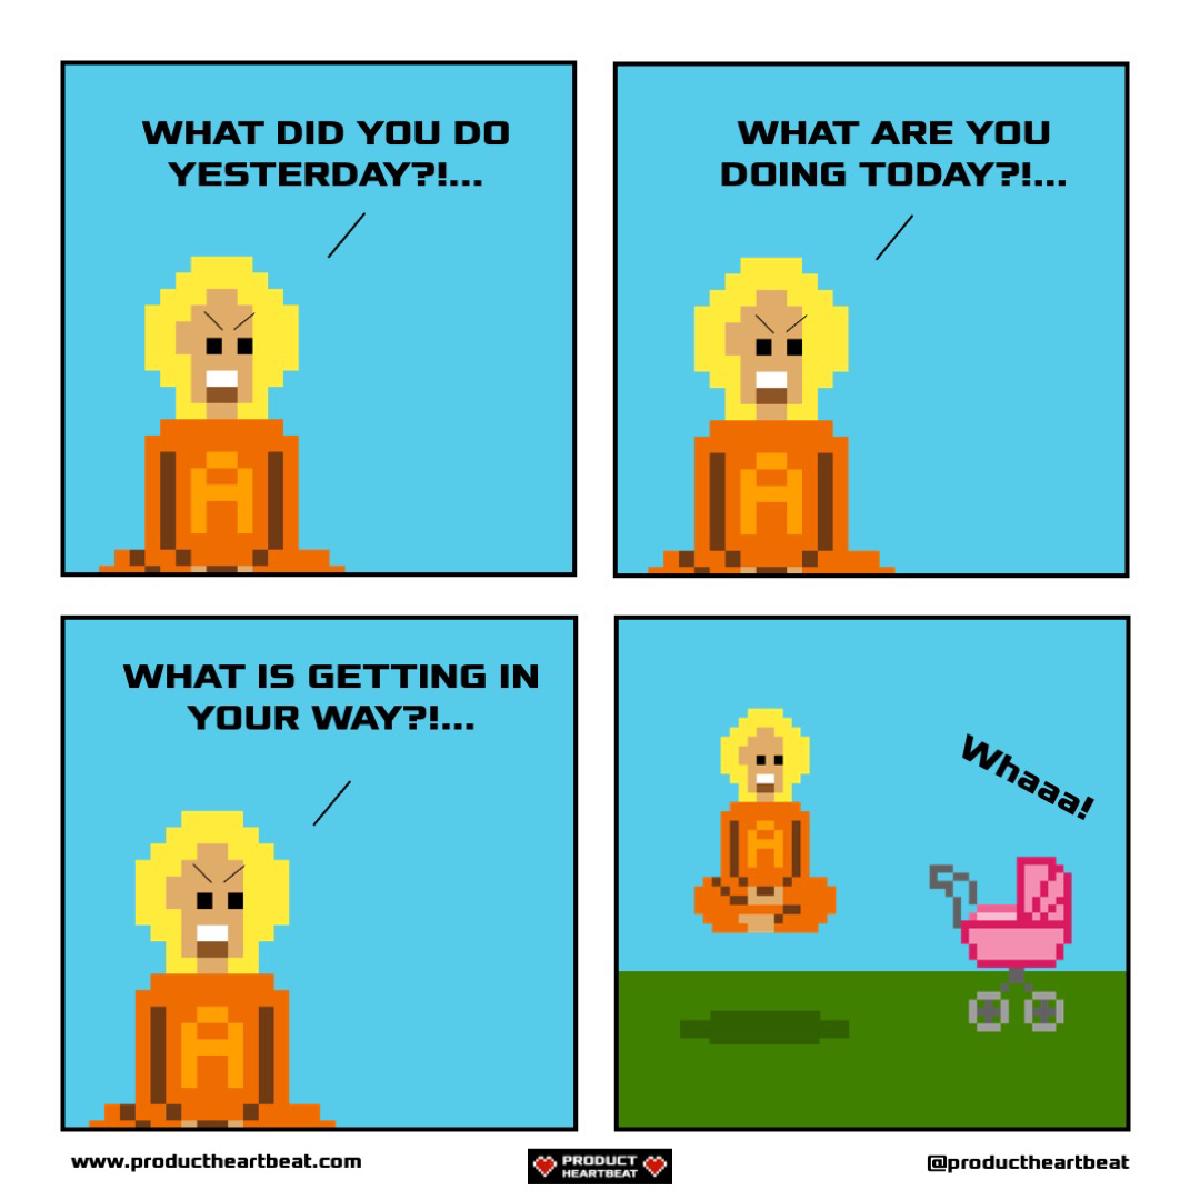 WHAT DID YOU DO
YESTERDAY?!...
WHAT ARE YOU
DOING TODAY?!...
WHAT IS GETTING IN
YOUR WAY?!...
Whaaa!
A
A
A
A
www.productheartbeat.com
PRODUCT
HEARTBEAT
@productheartbeat